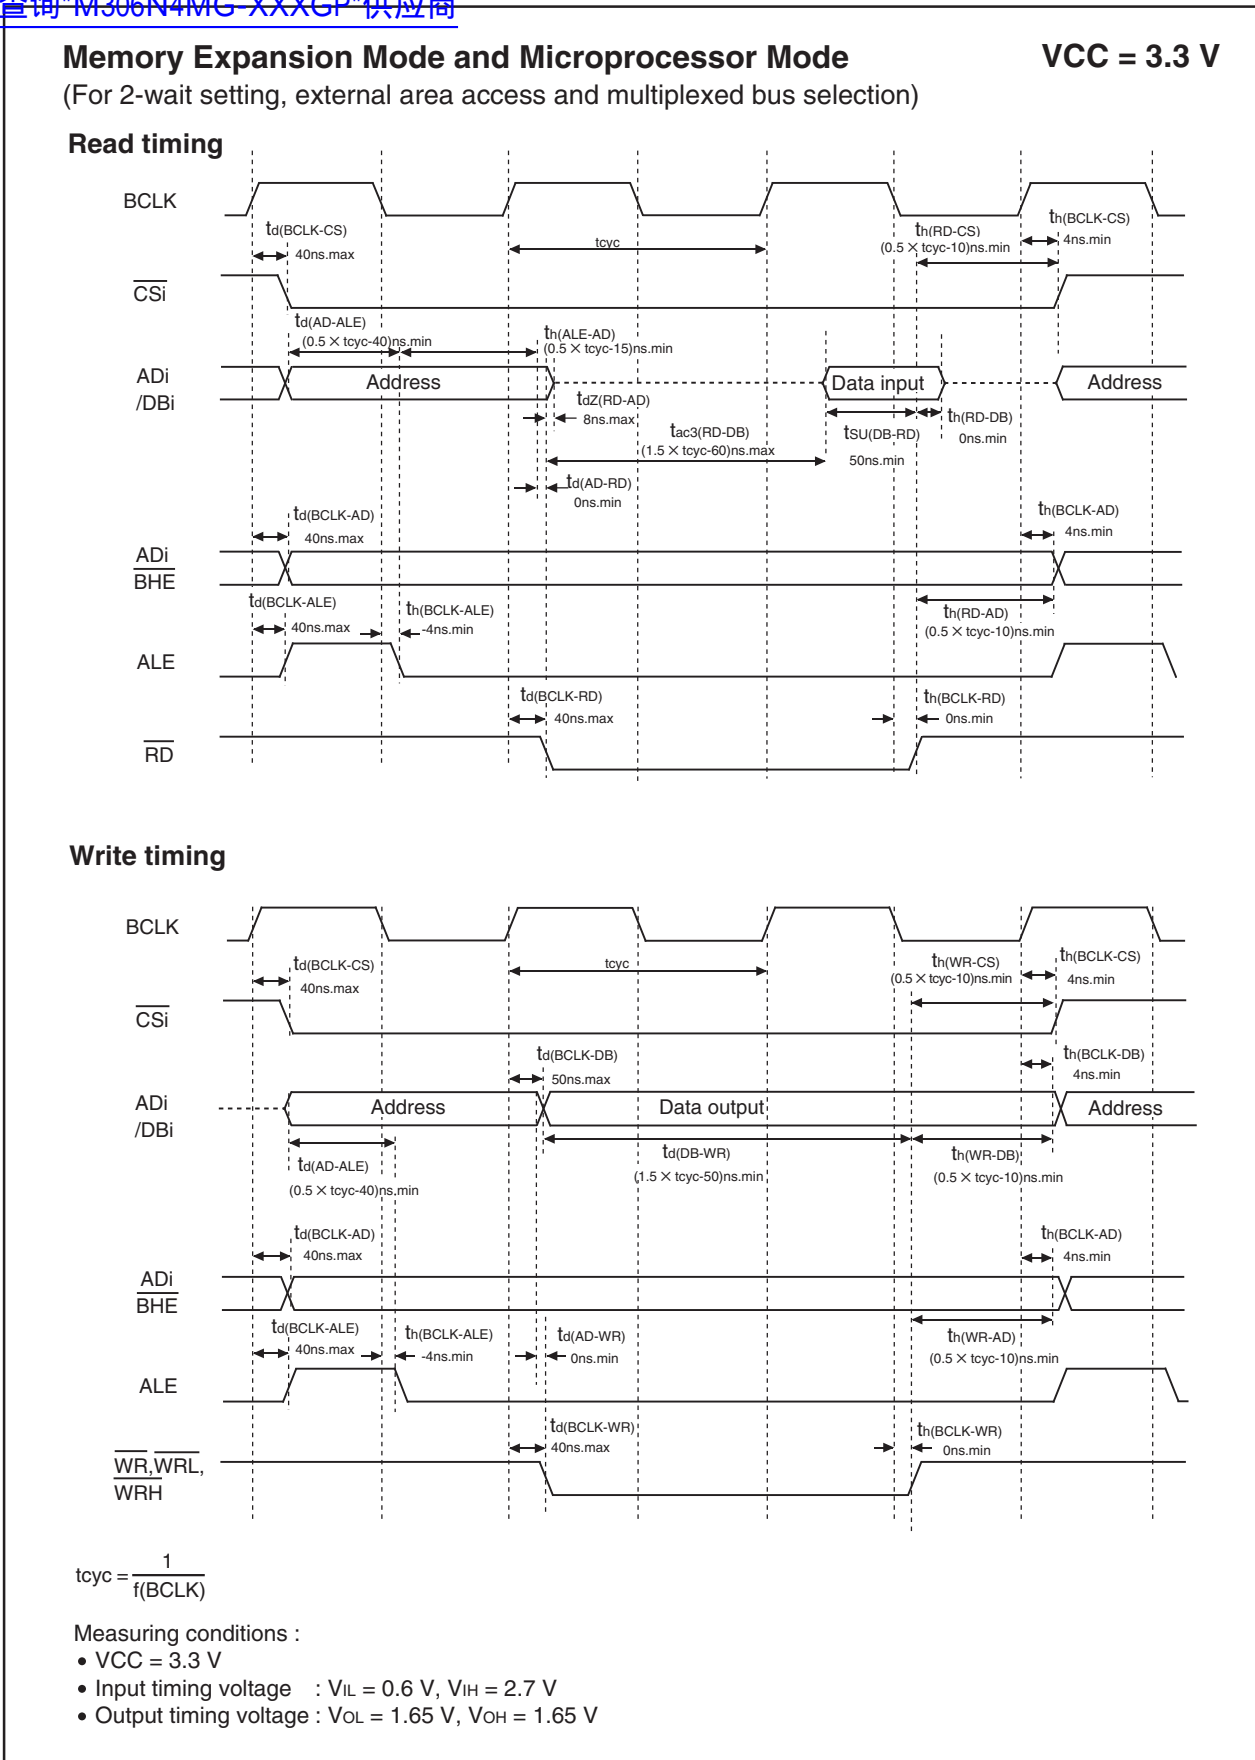 查询"M306N4MG-XXXGP"供应商
Memory Expansion Mode and Microprocessor Mode VCC = 3.3 V
(For 2-wait setting, external area access and multiplexed bus selection)
Read timing
BCLK
td(BCLK-CS)
40ns.max
tcyc
th(RD-CS)
(0.5 × tcyc-10)ns.min
th(BCLK-CS)
4ns.min
CSi
td(AD-ALE)
(0.5 × tcyc-40)ns.min
th(ALE-AD)
(0.5 × tcyc-15)ns.min
ADi
/DBi
Address
Data input
Address
tdZ(RD-AD)
8ns.max
tac3(RD-DB)
(1.5 × tcyc-60)ns.max
tSU(DB-RD)
50ns.min
th(RD-DB)
0ns.min
td(AD-RD)
0ns.min
td(BCLK-AD)
40ns.max
th(BCLK-AD)
4ns.min
ADi
BHE
td(BCLK-ALE)
40ns.max
th(BCLK-ALE)
-4ns.min
th(RD-AD)
(0.5 × tcyc-10)ns.min
ALE
td(BCLK-RD)
40ns.max
th(BCLK-RD)
0ns.min
RD
Write timing
BCLK
td(BCLK-CS)
40ns.max
tcyc
th(WR-CS)
(0.5 × tcyc-10)ns.min
th(BCLK-CS)
4ns.min
CSi
td(BCLK-DB)
50ns.max
th(BCLK-DB)
4ns.min
ADi
/DBi
Address
Data output
Address
td(AD-ALE)
(0.5 × tcyc-40)ns.min
td(DB-WR)
(1.5 × tcyc-50)ns.min
th(WR-DB)
(0.5 × tcyc-10)ns.min
td(BCLK-AD)
40ns.max
th(BCLK-AD)
4ns.min
ADi
BHE
td(BCLK-ALE)
40ns.max
th(BCLK-ALE)
-4ns.min
td(AD-WR)
0ns.min
th(WR-AD)
(0.5 × tcyc-10)ns.min
ALE
td(BCLK-WR)
40ns.max
th(BCLK-WR)
0ns.min
WR,WRL,
WRH
tcyc = 1
f(BCLK)
Measuring conditions :
• VCC = 3.3 V
• Input timing voltage : VIL = 0.6 V, VIH = 2.7 V
• Output timing voltage : VOL = 1.65 V, VOH = 1.65 V